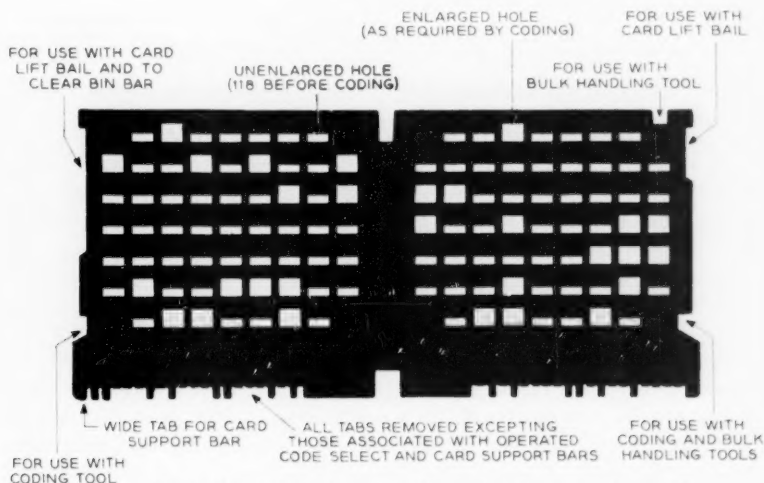 ENLARGED HOLE
(AS REQUIRED BY CODING)
FOR USE WITH
CARD LIFT BAIL
FOR USE WITH CARD
LIFT BAIL AND TO
CLEAR BIN BAR
UNENLARGED HOLE
(118 BEFORE CODING)
FOR USE WITH
BULK HANDLING TOOL
WIDE TAB FOR CARD
SUPPORT BAR
ALL TABS REMOVED EXCEPTING
THOSE ASSOCIATED WITH OPERATED
CODE SELECT AND CARD SUPPORT BARS
FOR USE WITH
CODING AND BULK
HANDLING TOOLS
FOR USE WITH
CODING TOOL